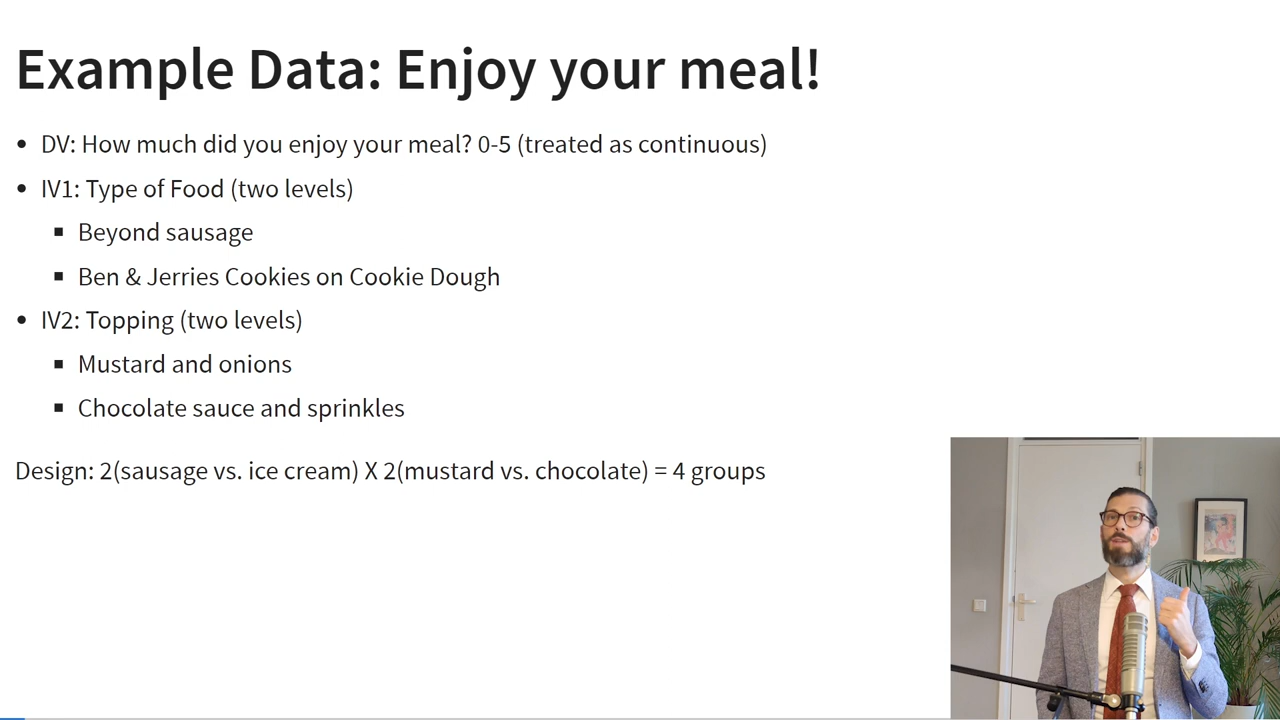 Example Data: Enjoy your meal!
• DV: How much did you enjoy your meal? 0-5 (treated as continuous)
• IV1: Type of Food (two levels)
▪ Beyond sausage
▪ Ben & Jerries Cookies on Cookie Dough
• IV2: Topping (two levels)
▪ Mustard and onions
▪ Chocolate sauce and sprinkles
Design: 2(sausage vs. ice cream) X 2(mustard vs. chocolate) = 4 groups